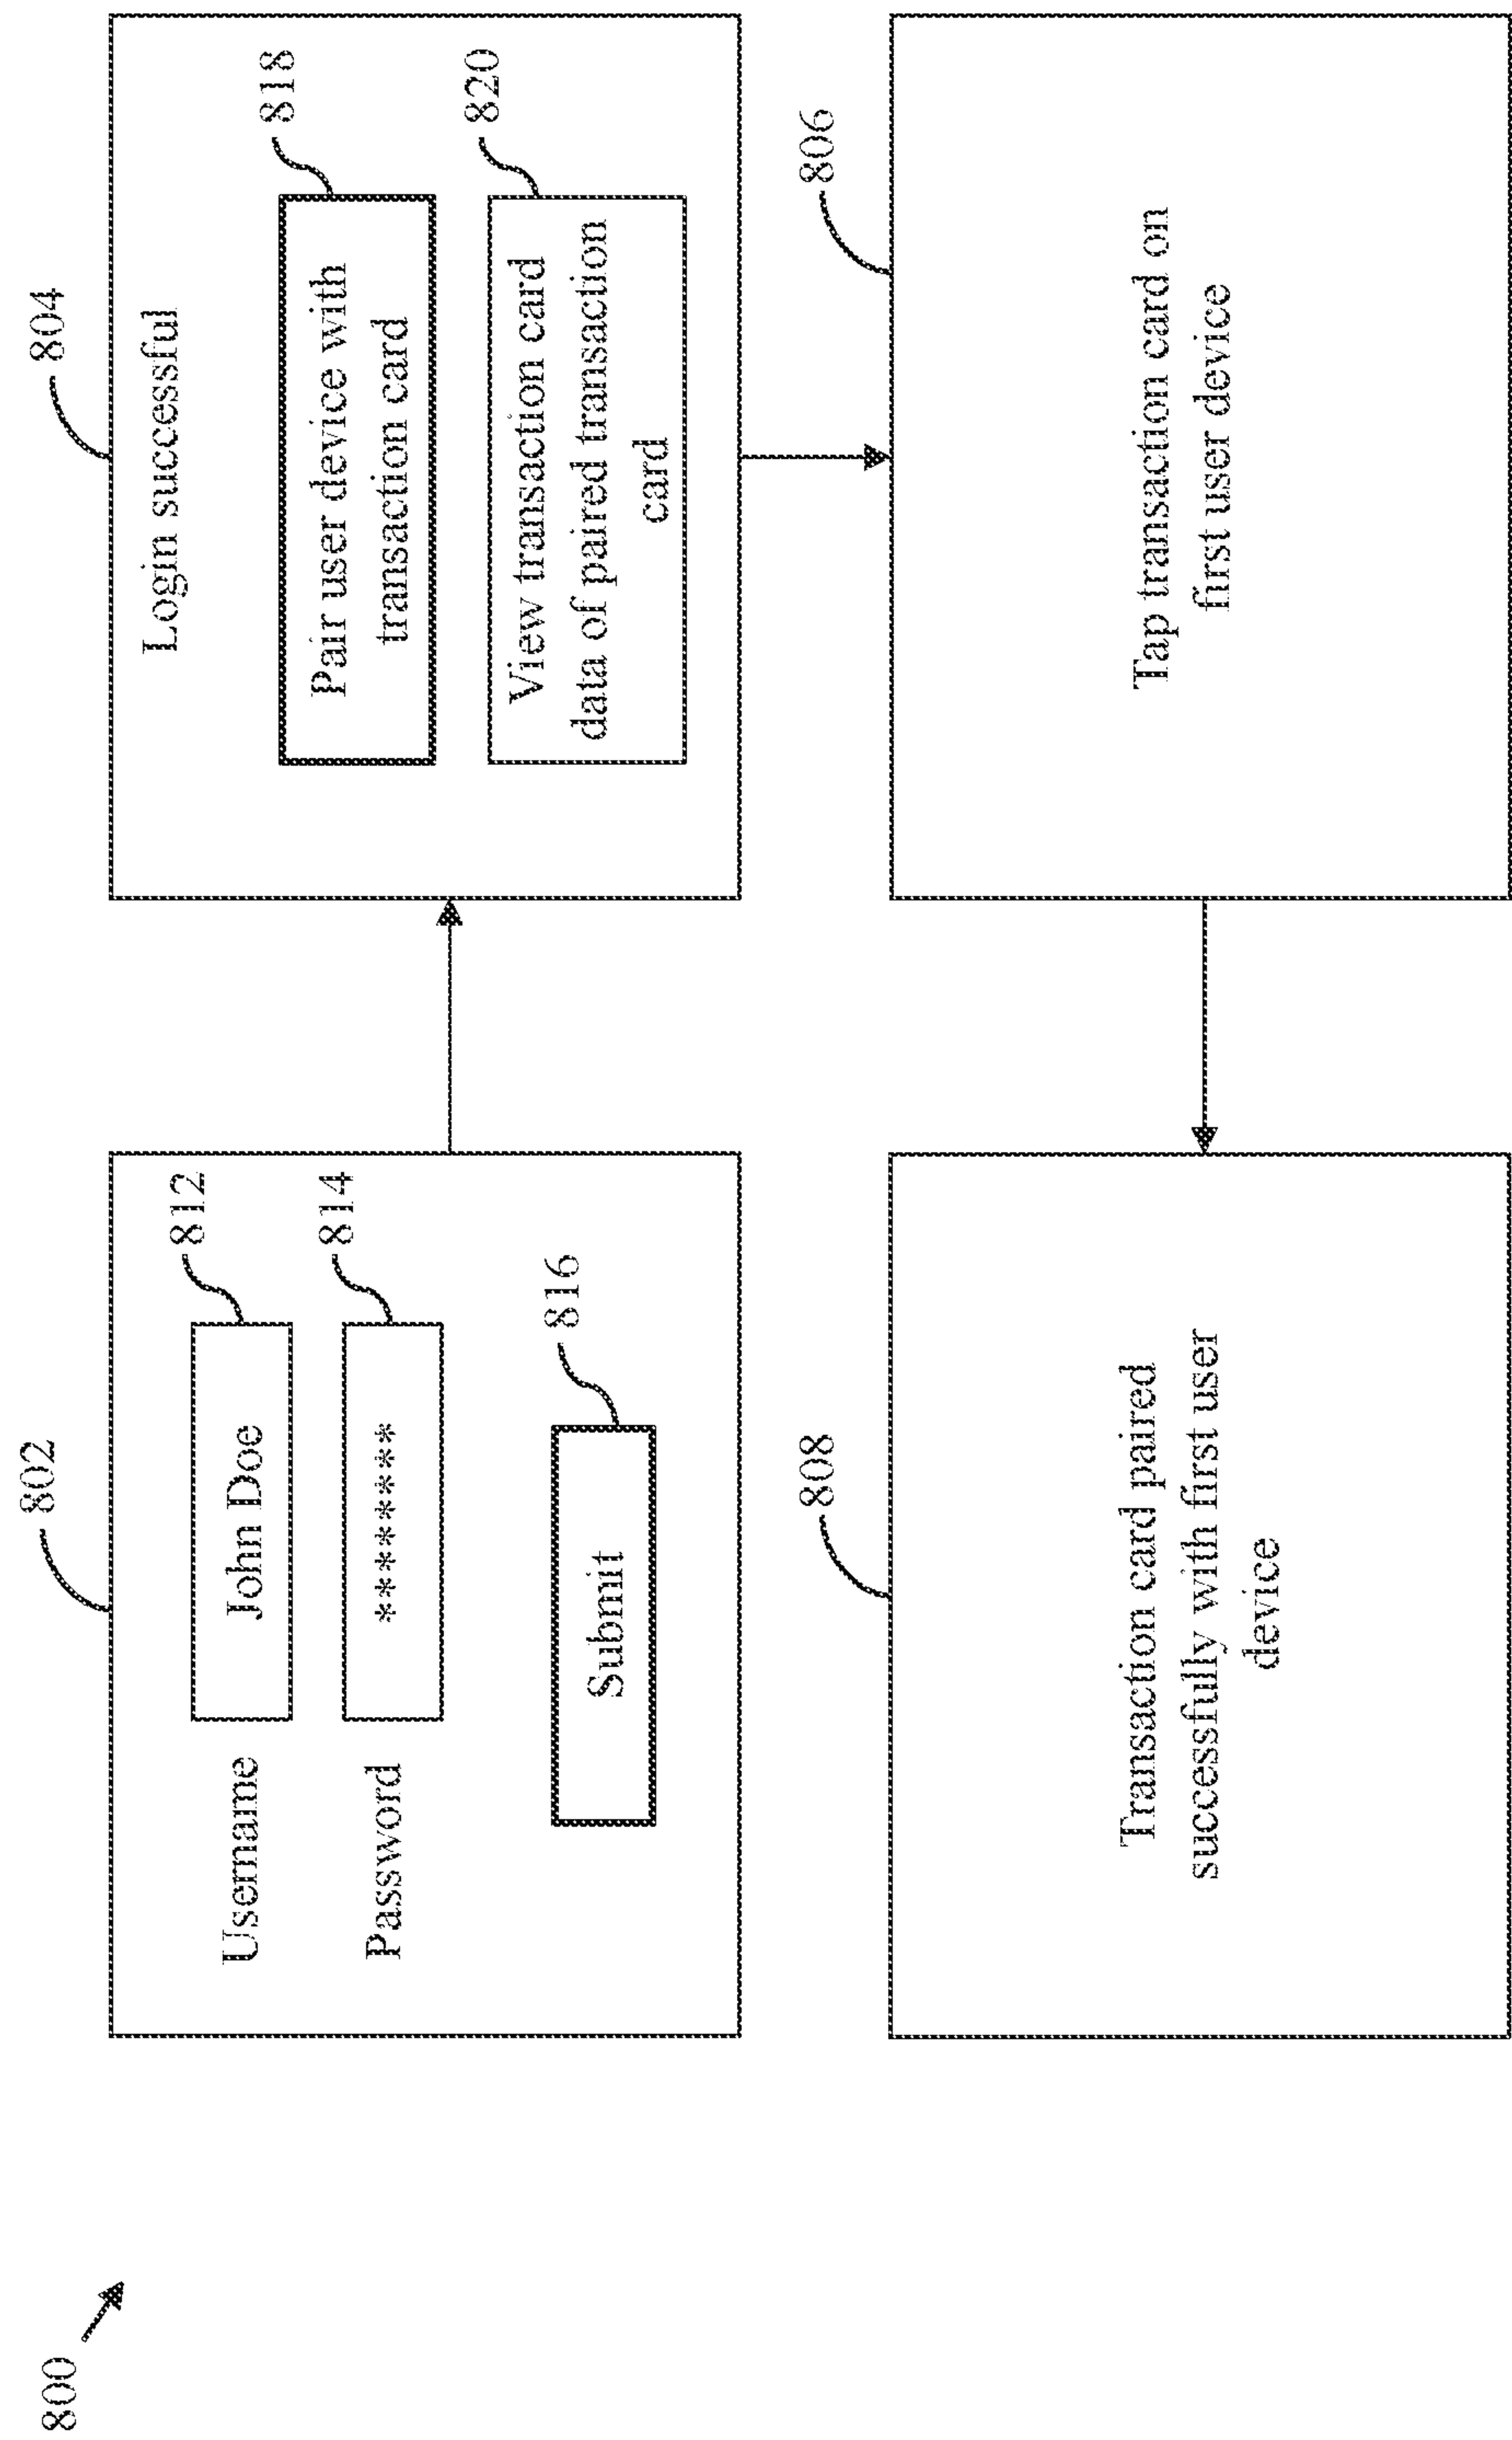 800
802
Username
John Doe
812
Password
********
814
Submit
816
804
Login successful
Pair user device with
transaction card
818
View transaction card
data of paired transaction
card
820
808
Transaction card paired
successfully with first user
device
806
Tap transaction card on
first user device